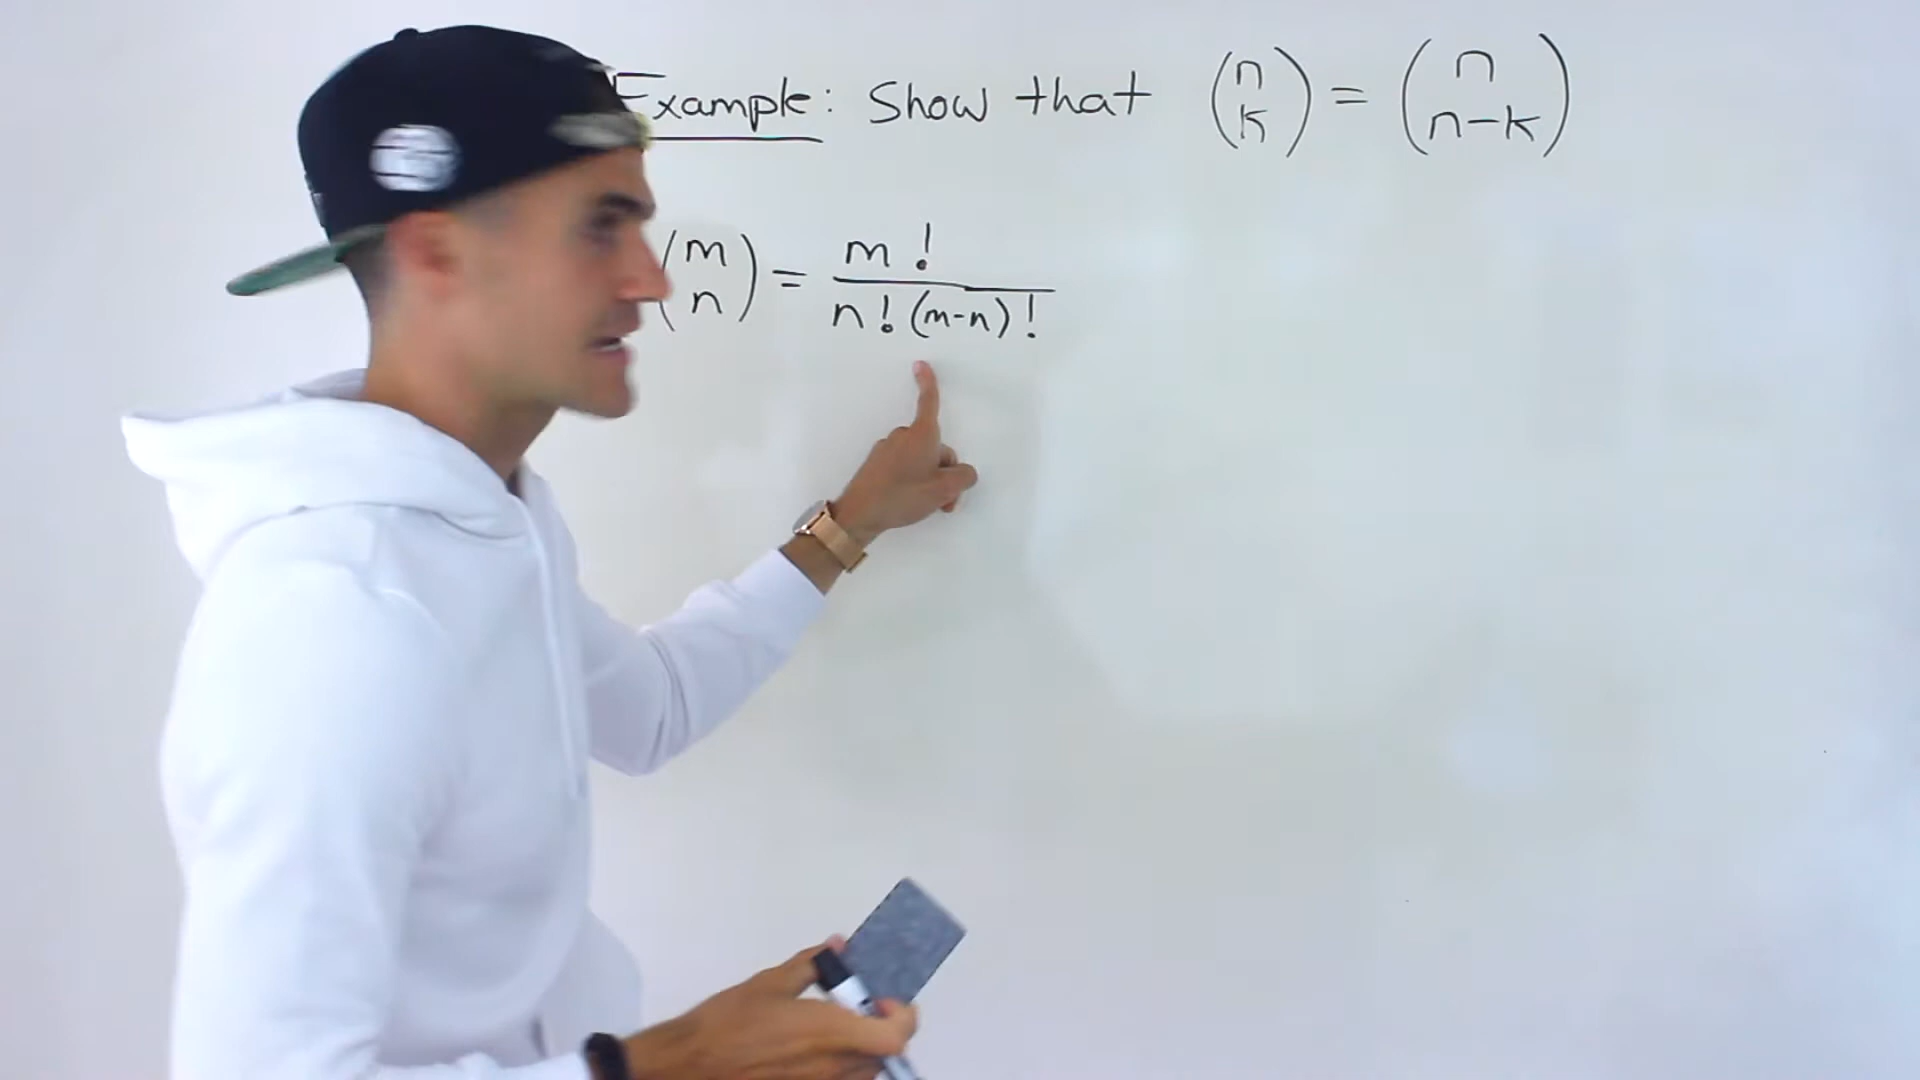 Example: Show that (n k) = (n n-k)
(m n) = m! / n!(m-n)!